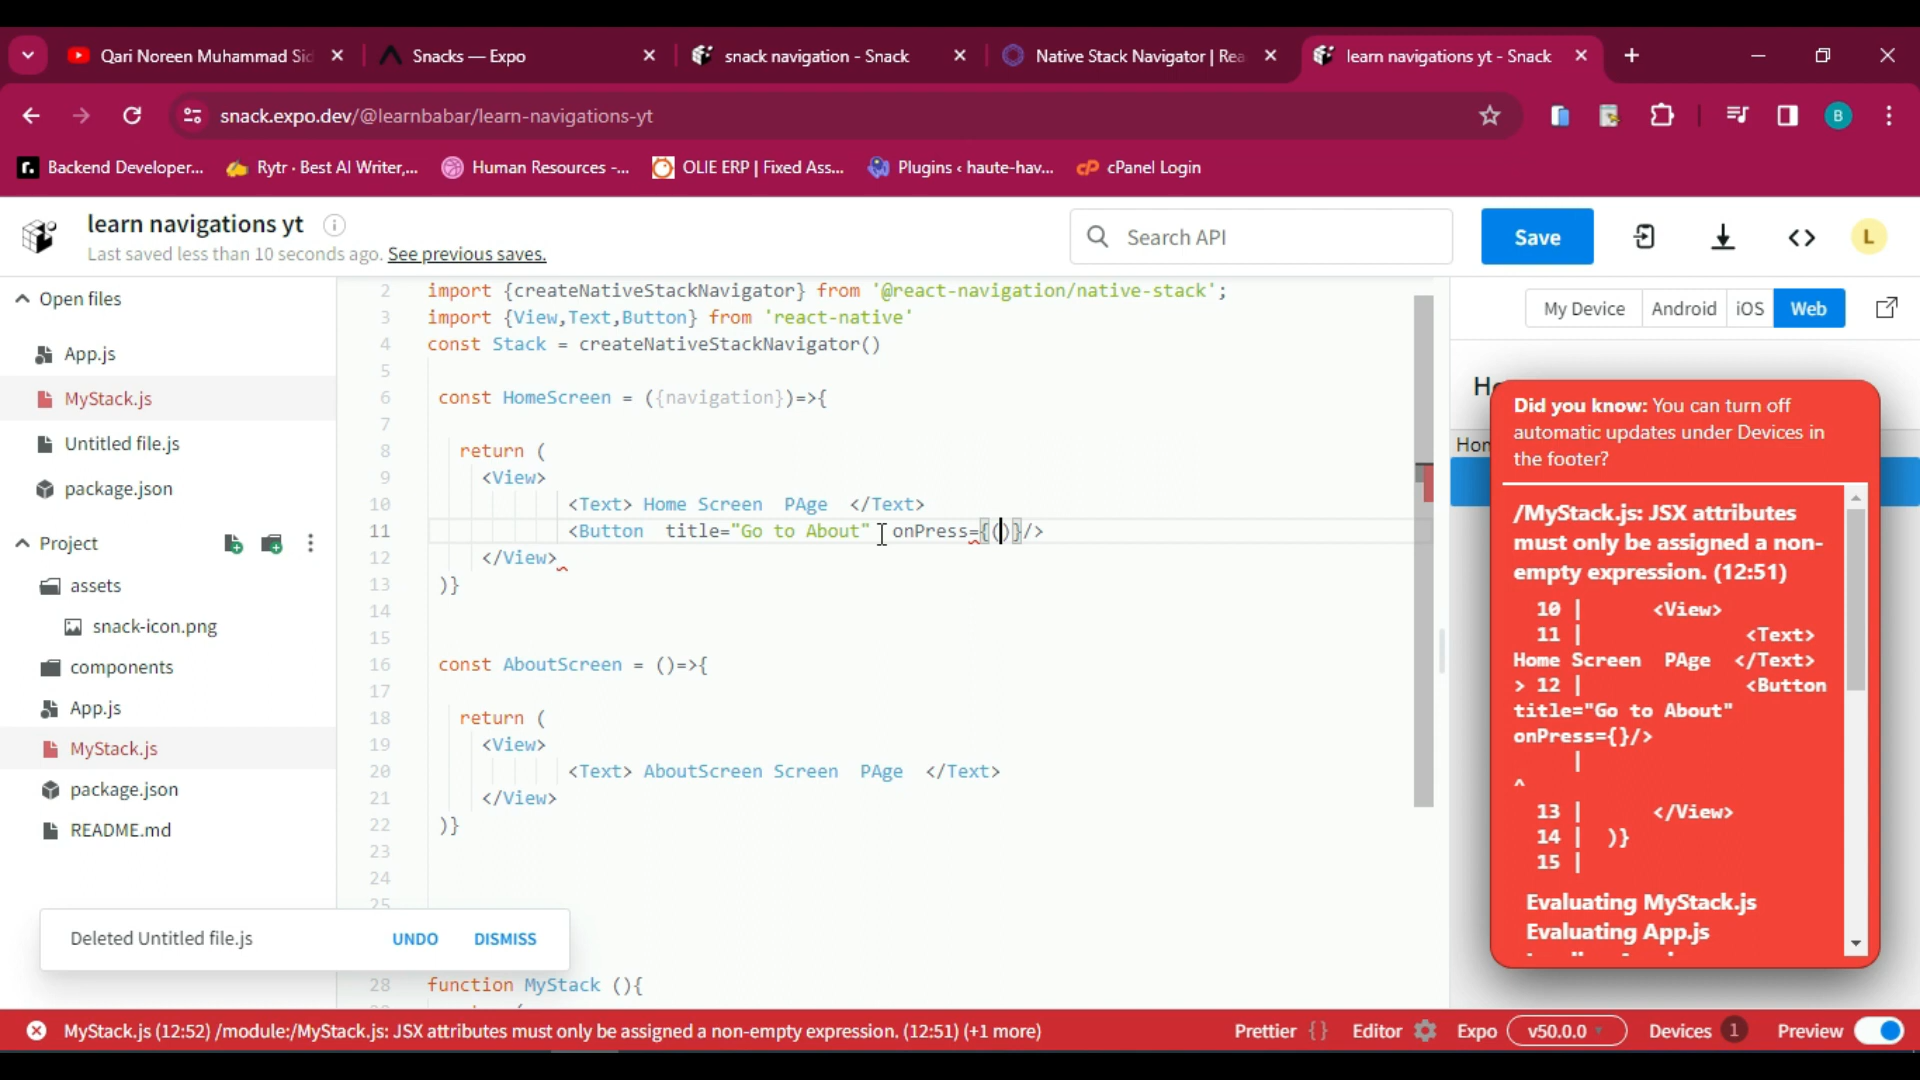 Qari Noreen Muhammad Sid
Snacks — Expo
snack navigation - Snack
Native Stack Navigator | Rea
learn navigations yt - Snack
snack.expo.dev/@learnbabar/learn-navigations-yt
B
Backend Developer...
Rytr · Best AI Writer,...
Human Resources -...
OLIE ERP | Fixed Ass...
Plugins ‹ haute-hav...
cPanel Login
learn navigations yt
Last saved less than 10 seconds ago. See previous saves.
Search API
Save
L
Open files
App.js
MyStack.js
Untitled file.js
package.json
Project
assets
snack-icon.png
components
App.js
MyStack.js
package.json
README.md
Deleted Untitled file.js UNDO DISMISS
2 import {createNativeStackNavigator} from '@react-navigation/native-stack';
3 import {View,Text,Button} from 'react-native'
4 const Stack = createNativeStackNavigator()
5
6 const HomeScreen = ({navigation})=>{
7
8 return (
9 <View>
10 <Text> Home Screen  PAge  </Text>
11 <Button  title="Go to About"  onPress={()}/>
12 </View>
13 )}
14
15
16 const AboutScreen = ()=>{
17
18 return (
19 <View>
20 <Text> AboutScreen Screen  PAge  </Text>
21 </View>
22 )}
23
24
25
28 function MyStack (){
My Device Android iOS Web
Did you know: You can turn off
automatic updates under Devices in
the footer?
/MyStack.js: JSX attributes
must only be assigned a non-
empty expression. (12:51)
10 | <View>
11 | <Text>
Home Screen  PAge  </Text>
> 12 | <Button
title="Go to About"
onPress={}/>
|
^
13 | </View>
14 | )}
15 |
Evaluating MyStack.js
Evaluating App.js
MyStack.js (12:52) /module:/MyStack.js: JSX attributes must only be assigned a non-empty expression. (12:51) (+1 more)
Prettier { } Editor Expo v50.0.0 Devices 1 Preview